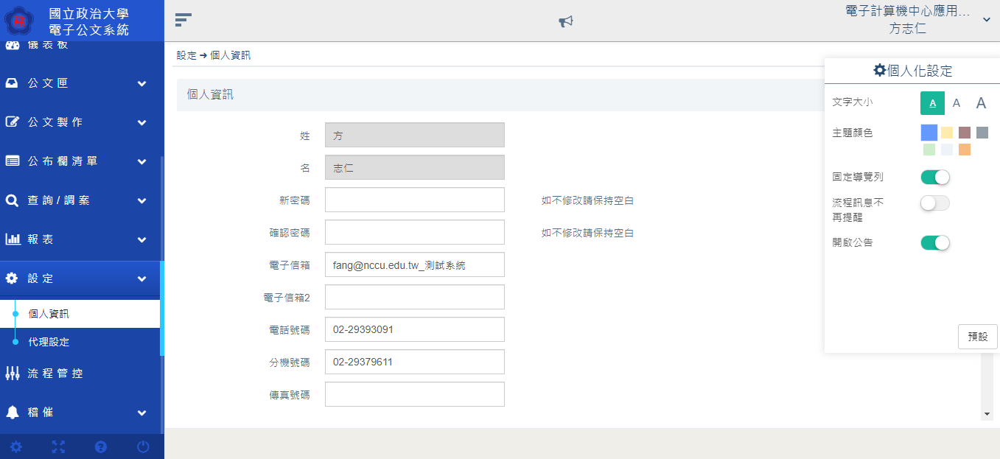 國立政治大學
電子公文系統
儀表板
公文匣
公文製作
公布欄清單
查詢/調案
報表
設定
個人資訊
代理設定
流程管控
稽催
電子計算機中心應用...
方志仁
設定 → 個人資訊
個人資訊
姓 方
名 志仁
新密碼 如不修改請保持空白
確認密碼 如不修改請保持空白
電子信箱 fang@nccu.edu.tw_測試系統
電子信箱2
電話號碼 02-29393091
分機號碼 02-29379611
傳真號碼
個人化設定
文字大小 A A A
主題顏色
固定導覽列
流程訊息不
再提醒
開啟公告
預設